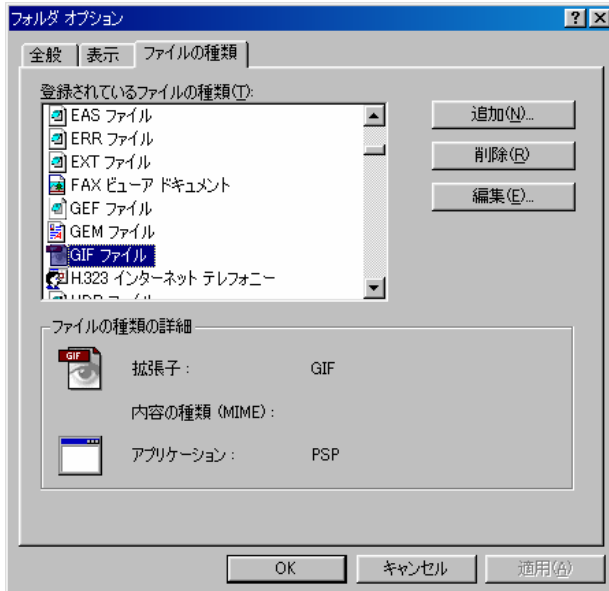 フォルダ オプション
全般 表示 ファイルの種類
登録されているファイルの種類(T):
EAS ファイル
ERR ファイル
EXT ファイル
FAX ビューア ドキュメント
GEF ファイル
GEM ファイル
GIF ファイル
H.323 インターネット テレフォニー
追加(N)...
削除(R)
編集(E)...
ファイルの種類の詳細
GIF
拡張子 : GIF
内容の種類 (MIME) :
アプリケーション : PSP
OK キャンセル 適用(A)